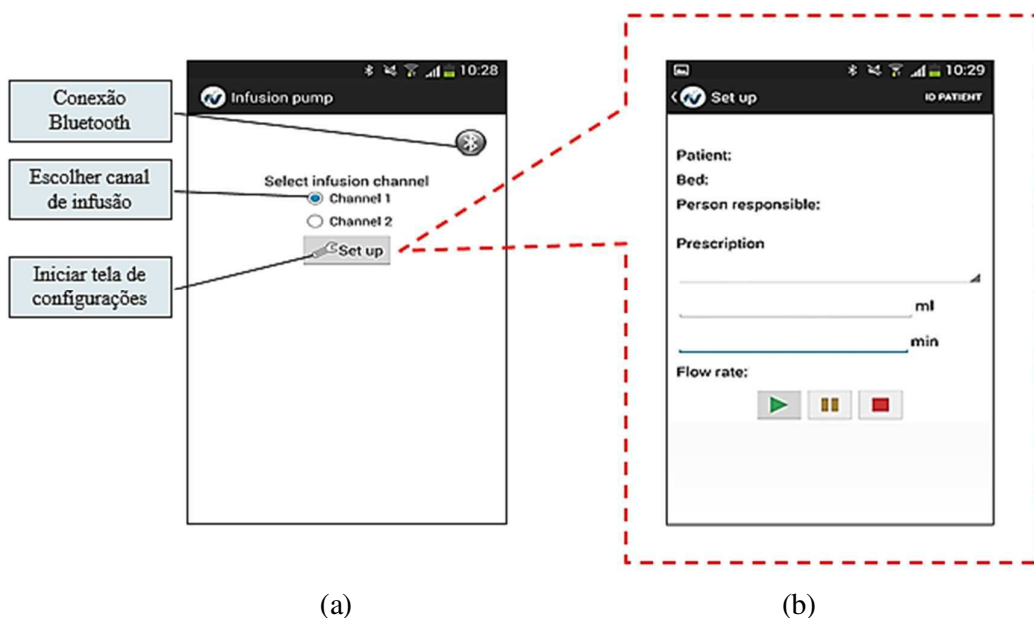 10:28
Infusion pump
Conexão
Bluetooth
Escolher canal
de infusão
Iniciar tela de
configurações
Select infusion channel
Channel 1
Channel 2
Set up
10:29
Set up
ID PATIENT
Patient:
Bed:
Person responsible:
Prescription
ml
min
Flow rate:
(a)
(b)